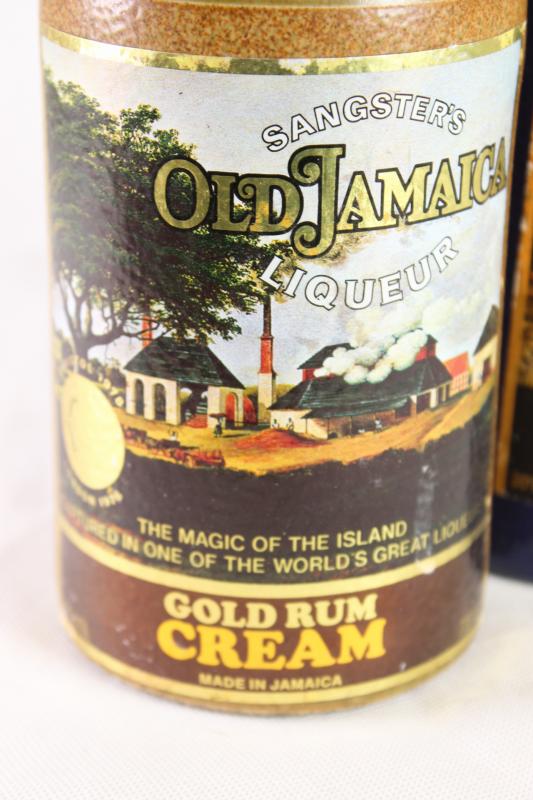 SANGSTER'S
OLD JAMAICA
LIQUEUR
THE MAGIC OF THE ISLAND
IN ONE OF THE WORLD'S GREAT
GOLD RUM
CREAM
MADE IN JAMAICA